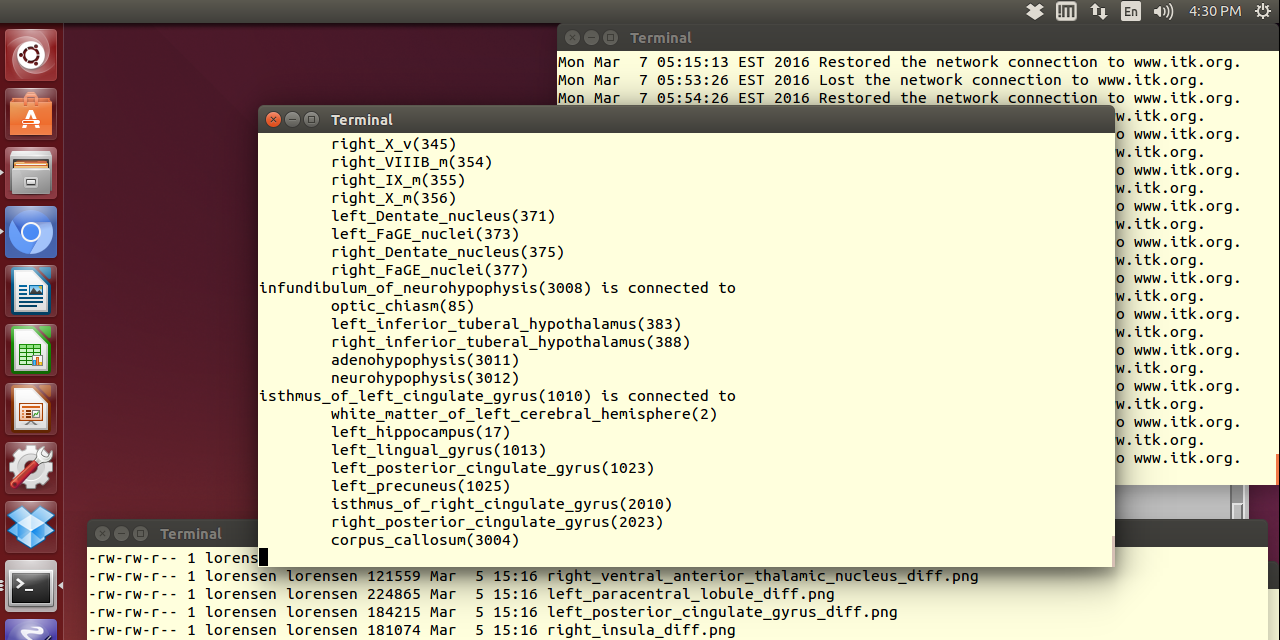 En 4:30 PM
Terminal
Mon Mar  7 05:15:13 EST 2016 Restored the network connection to www.itk.org.
Mon Mar  7 05:53:26 EST 2016 Lost the network connection to www.itk.org.
Mon Mar  7 05:54:26 EST 2016 Restored the network connection to www.itk.org.
w.itk.org.
o www.itk.org.
w.itk.org.
o www.itk.org.
w.itk.org.
o www.itk.org.
w.itk.org.
o www.itk.org.
w.itk.org.
o www.itk.org.
w.itk.org.
o www.itk.org.
w.itk.org.
o www.itk.org.
w.itk.org.
o www.itk.org.
w.itk.org.
o www.itk.org.
w.itk.org.
o www.itk.org.
Terminal
right_X_v(345)
right_VIIIB_m(354)
right_IX_m(355)
right_X_m(356)
left_Dentate_nucleus(371)
left_FaGE_nuclei(373)
right_Dentate_nucleus(375)
right_FaGE_nuclei(377)
infundibulum_of_neurohypophysis(3008) is connected to
optic_chiasm(85)
left_inferior_tuberal_hypothalamus(383)
right_inferior_tuberal_hypothalamus(388)
adenohypophysis(3011)
neurohypophysis(3012)
isthmus_of_left_cingulate_gyrus(1010) is connected to
white_matter_of_left_cerebral_hemisphere(2)
left_hippocampus(17)
left_lingual_gyrus(1013)
left_posterior_cingulate_gyrus(1023)
left_precuneus(1025)
isthmus_of_right_cingulate_gyrus(2010)
right_posterior_cingulate_gyrus(2023)
corpus_callosum(3004)
Terminal
-rw-rw-r-- 1 lorens
-rw-rw-r-- 1 lorensen lorensen 121559 Mar  5 15:16 right_ventral_anterior_thalamic_nucleus_diff.png
-rw-rw-r-- 1 lorensen lorensen 224865 Mar  5 15:16 left_paracentral_lobule_diff.png
-rw-rw-r-- 1 lorensen lorensen 184215 Mar  5 15:16 left_posterior_cingulate_gyrus_diff.png
-rw-rw-r-- 1 lorensen lorensen 181074 Mar  5 15:16 right_insula_diff.png